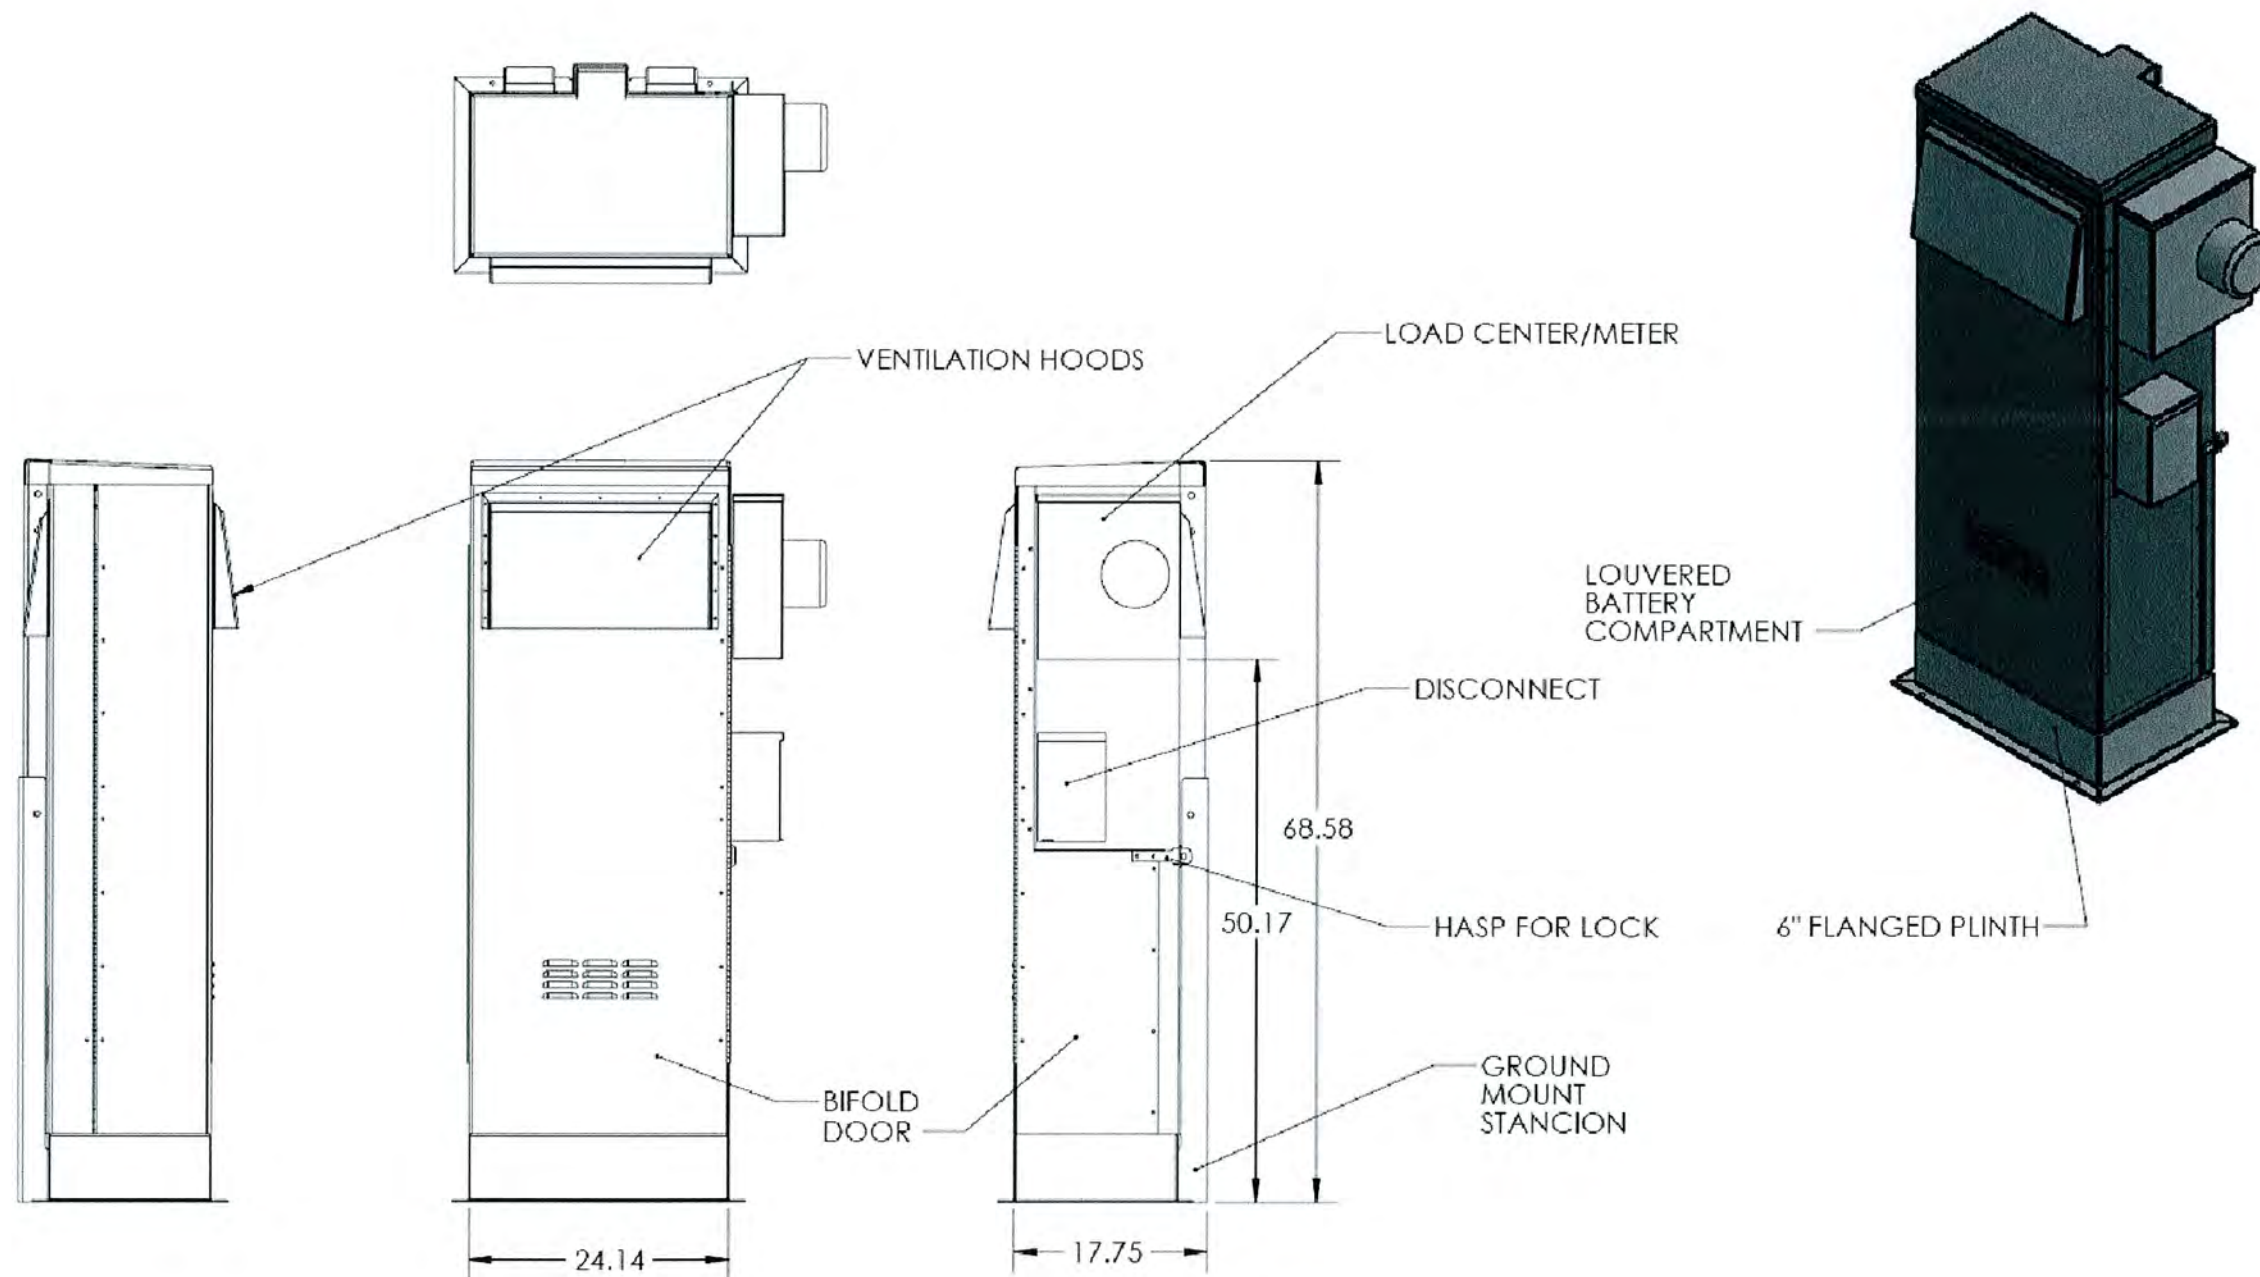 LOAD CENTER/METER
VENTILATION HOODS
LOUVERED
BATTERY
COMPARTMENT
DISCONNECT
68.58
50.17
HASP FOR LOCK
6" FLANGED PLINTH
GROUND
MOUNT
STANCION
BIFOLD
DOOR
24.14
17.75